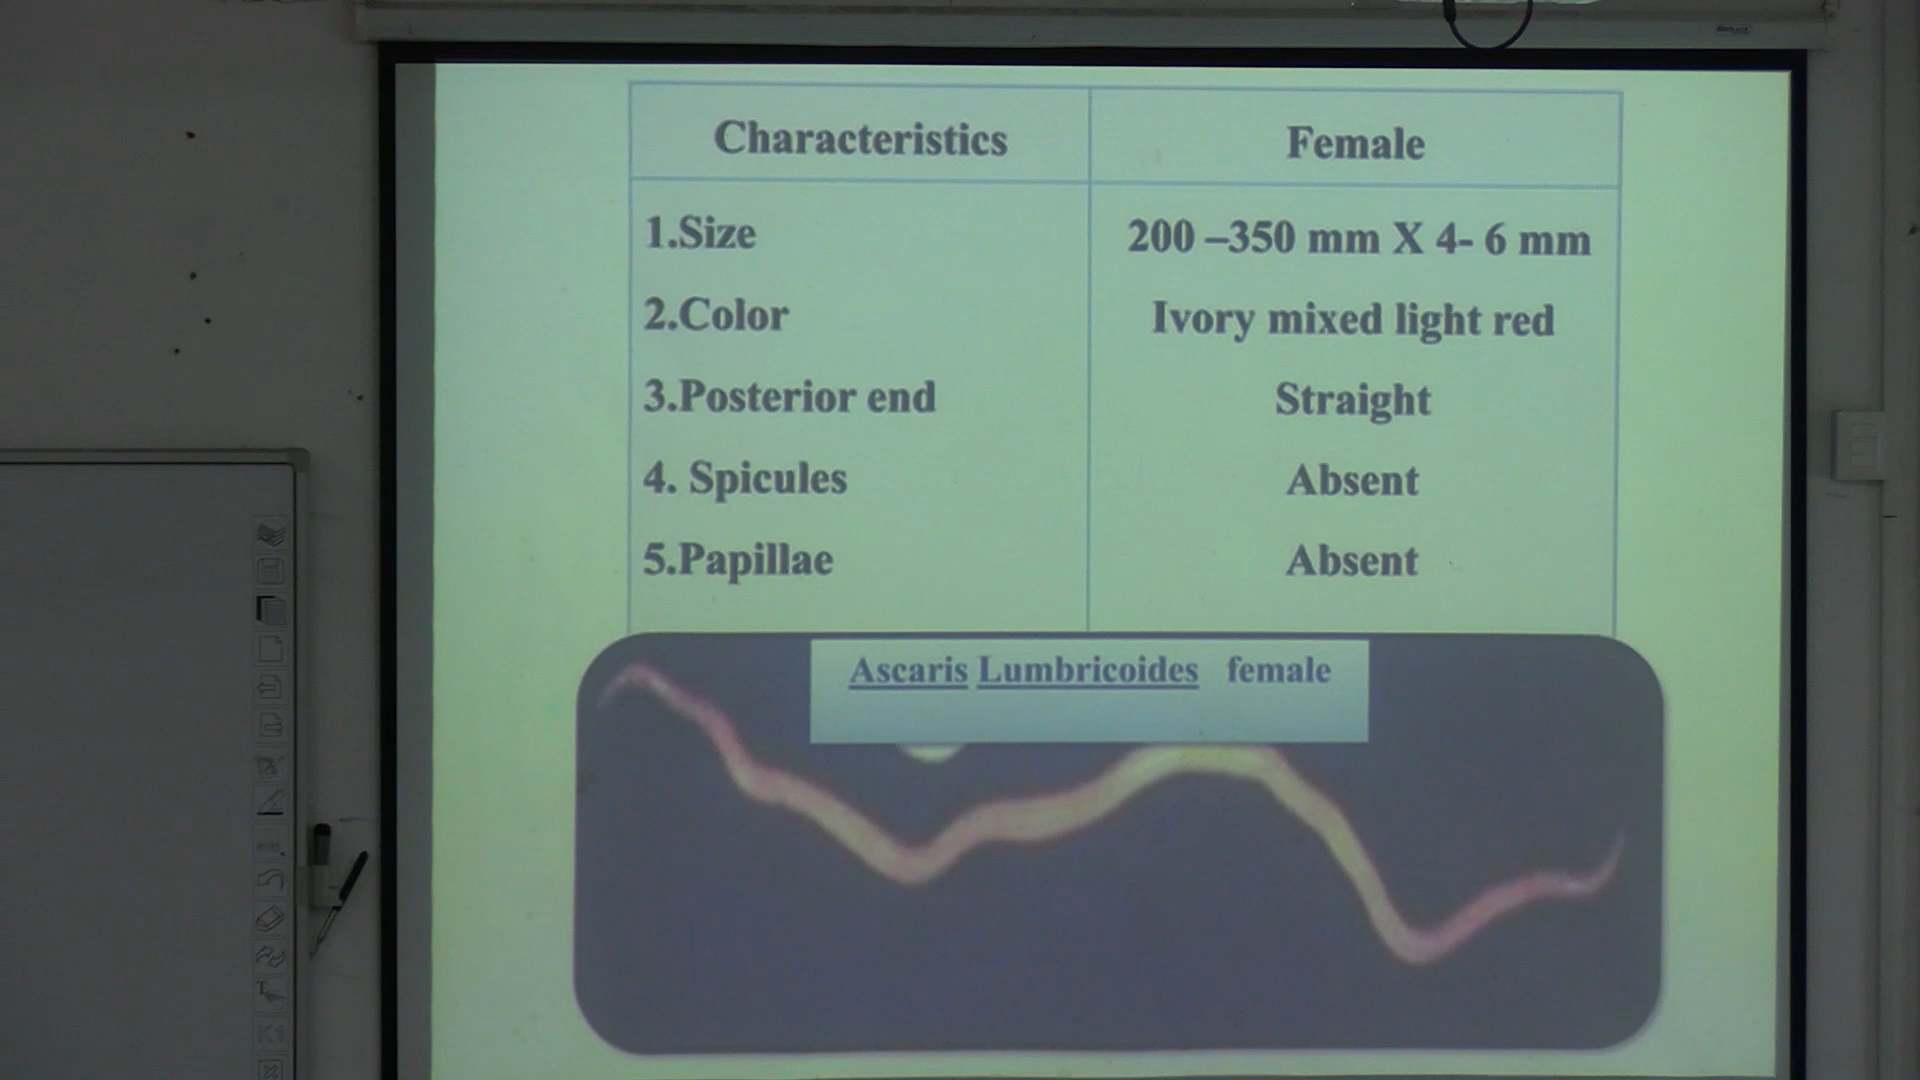 Characteristics Female
1.Size 200 –350 mm X 4- 6 mm
2.Color Ivory mixed light red
3.Posterior end Straight
4. Spicules Absent
5.Papillae Absent
Ascaris Lumbricoides female